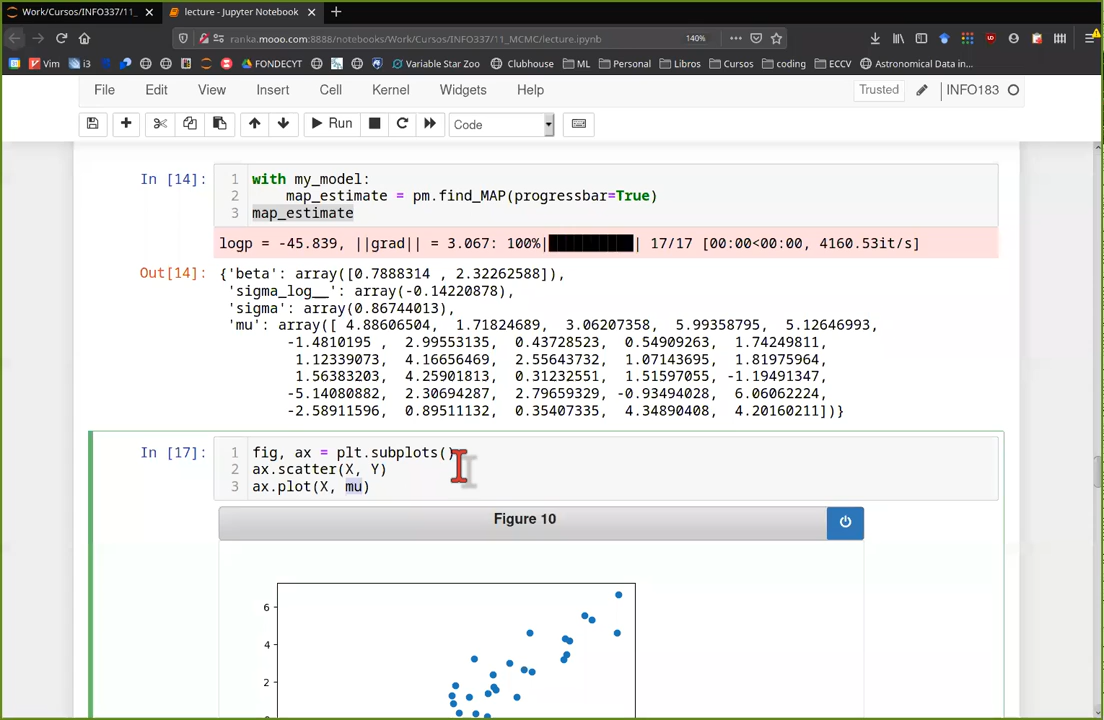 Work/Cursos/INFO337/11_ × lecture - Jupyter Notebook × +
ranka.mooo.com:8888/notebooks/Work/Cursos/INFO337/11_MCMC/lecture.ipynb 140%
Vim i3 FONDECYT Variable Star Zoo Clubhouse ML Personal Libros Cursos coding ECCV Astronomical Data in...
File Edit View Insert Cell Kernel Widgets Help Trusted INFO183
Run Code
In [14]:
1 with my_model:
2 map_estimate = pm.find_MAP(progressbar=True)
3 map_estimate
logp = -45.839, ||grad|| = 3.067: 100%|██████████| 17/17 [00:00<00:00, 4160.53it/s]
Out[14]: {'beta': array([0.7888314 , 2.32262588]),
'sigma_log__': array(-0.14220878),
'sigma': array(0.86744013),
'mu': array([ 4.88606504, 1.71824689, 3.06207358, 5.99358795, 5.12646993,
-1.4810195 , 2.99553135, 0.43728523, 0.54909263, 1.74249811,
1.12339073, 4.16656469, 2.55643732, 1.07143695, 1.81975964,
1.56383203, 4.25901813, 0.31232551, 1.51597055, -1.19491347,
-5.14080882, 2.30694287, 2.79659329, -0.93494028, 6.06062224,
-2.58911596, 0.89511132, 0.35407335, 4.34890408, 4.20160211])}
In [17]:
1 fig, ax = plt.subplots()
2 ax.scatter(X, Y)
3 ax.plot(X, mu)
Figure 10
6
4
2